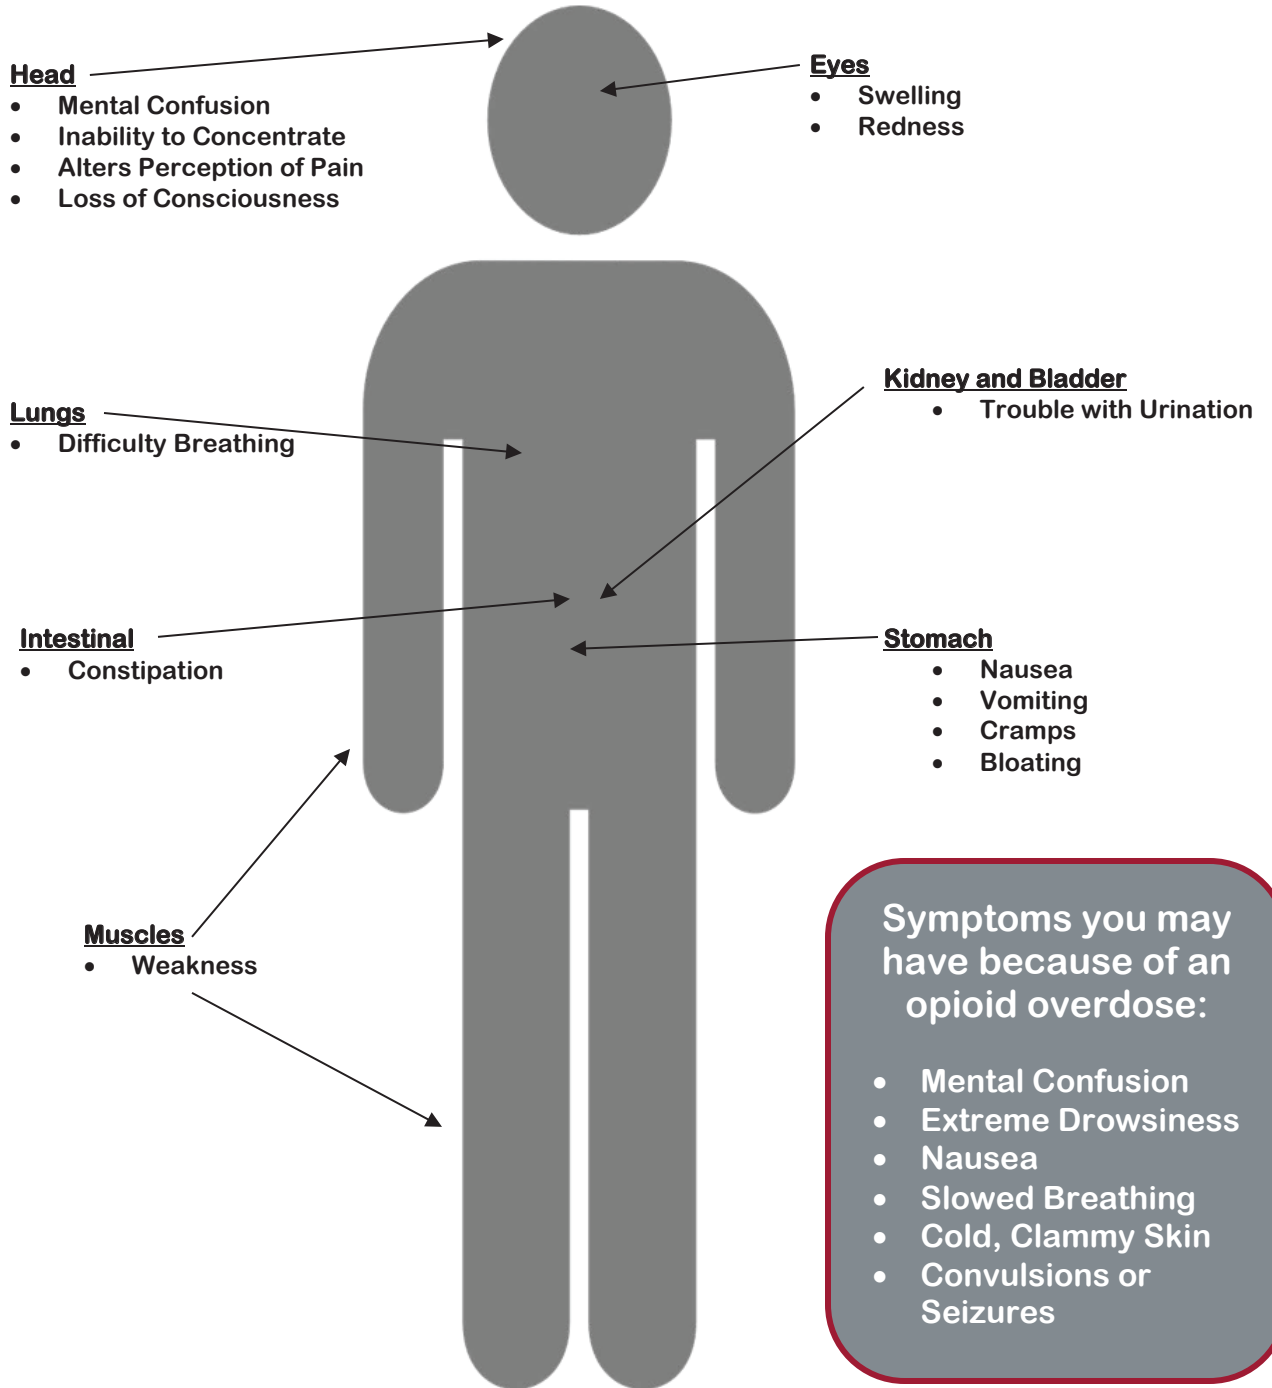 Head
• Mental Confusion
• Inability to Concentrate
• Alters Perception of Pain
• Loss of Consciousness
Eyes
• Swelling
• Redness
Lungs
• Difficulty Breathing
Kidney and Bladder
• Trouble with Urination
Intestinal
• Constipation
Stomach
• Nausea
• Vomiting
• Cramps
• Bloating
Muscles
• Weakness
Symptoms you may
have because of an
opioid overdose:
• Mental Confusion
• Extreme Drowsiness
• Nausea
• Slowed Breathing
• Cold, Clammy Skin
• Convulsions or
Seizures